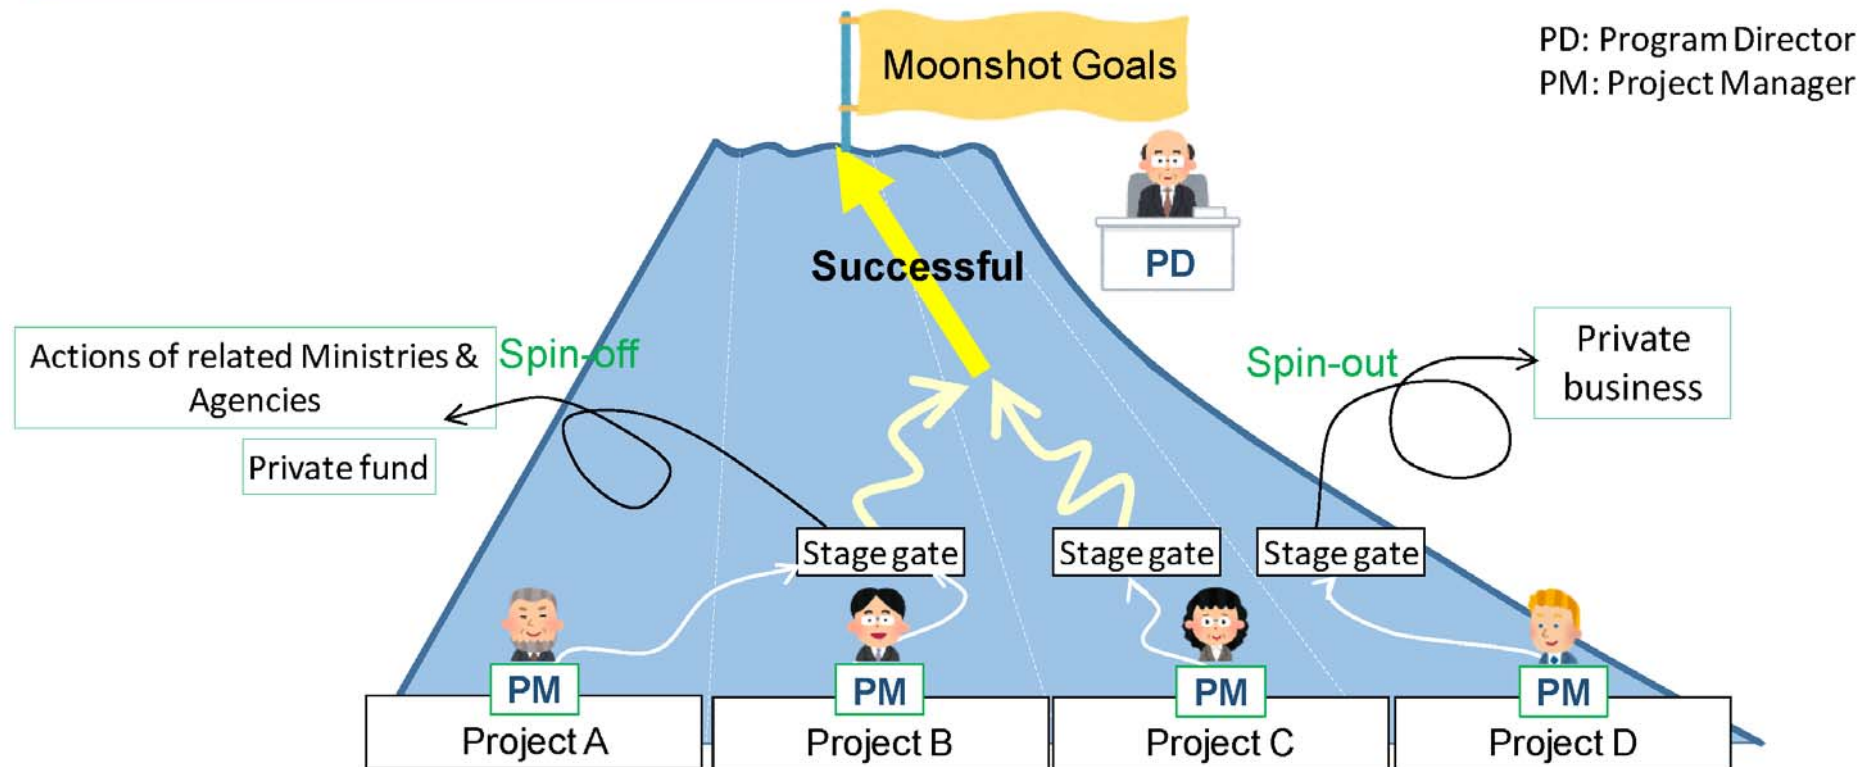 Moonshot Goals
PD: Program Director
PM: Project Manager
PD
Successful
Actions of related Ministries &
Agencies
Spin-off
Private fund
Spin-out
Private
business
Stage gate
Stage gate
Stage gate
PM
PM
PM
PM
Project A
Project B
Project C
Project D